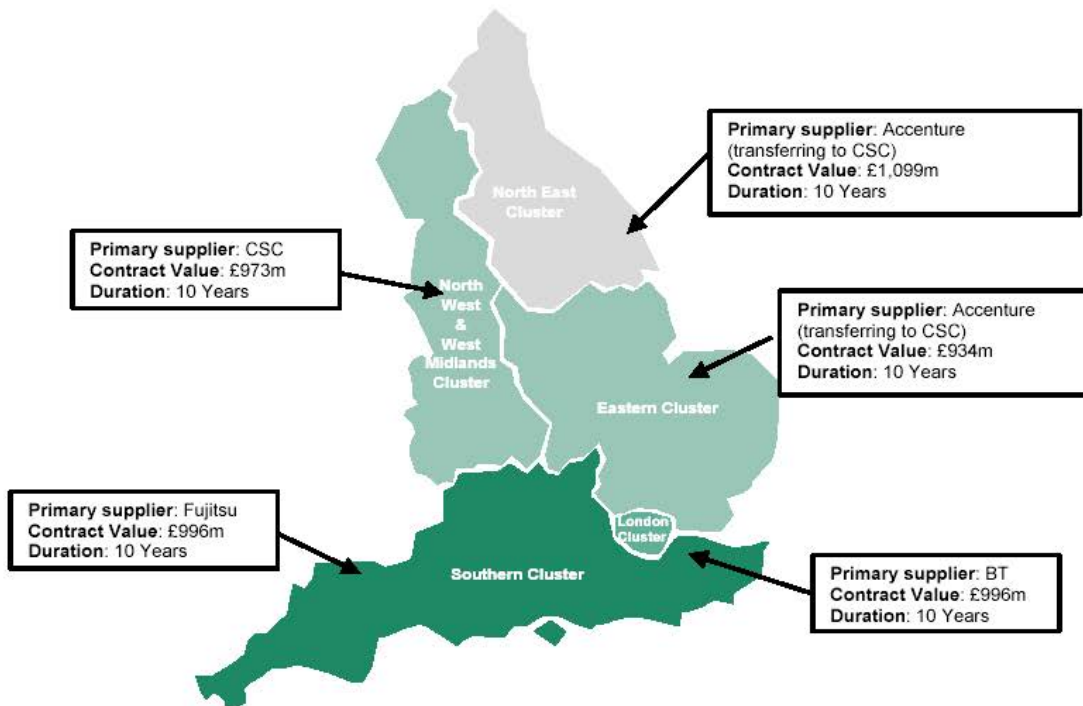 Primary supplier: Accenture
(transferring to CSC)
Contract Value: £1,099m
Duration: 10 Years
North East
Cluster
Primary supplier: CSC
Contract Value: £973m
Duration: 10 Years
North
West
&
West
Midlands
Cluster
Primary supplier: Accenture
(transferring to CSC)
Contract Value: £934m
Duration: 10 Years
Eastern Cluster
Primary supplier: Fujitsu
Contract Value: £996m
Duration: 10 Years
London
Cluster
Southern Cluster
Primary supplier: BT
Contract Value: £996m
Duration: 10 Years